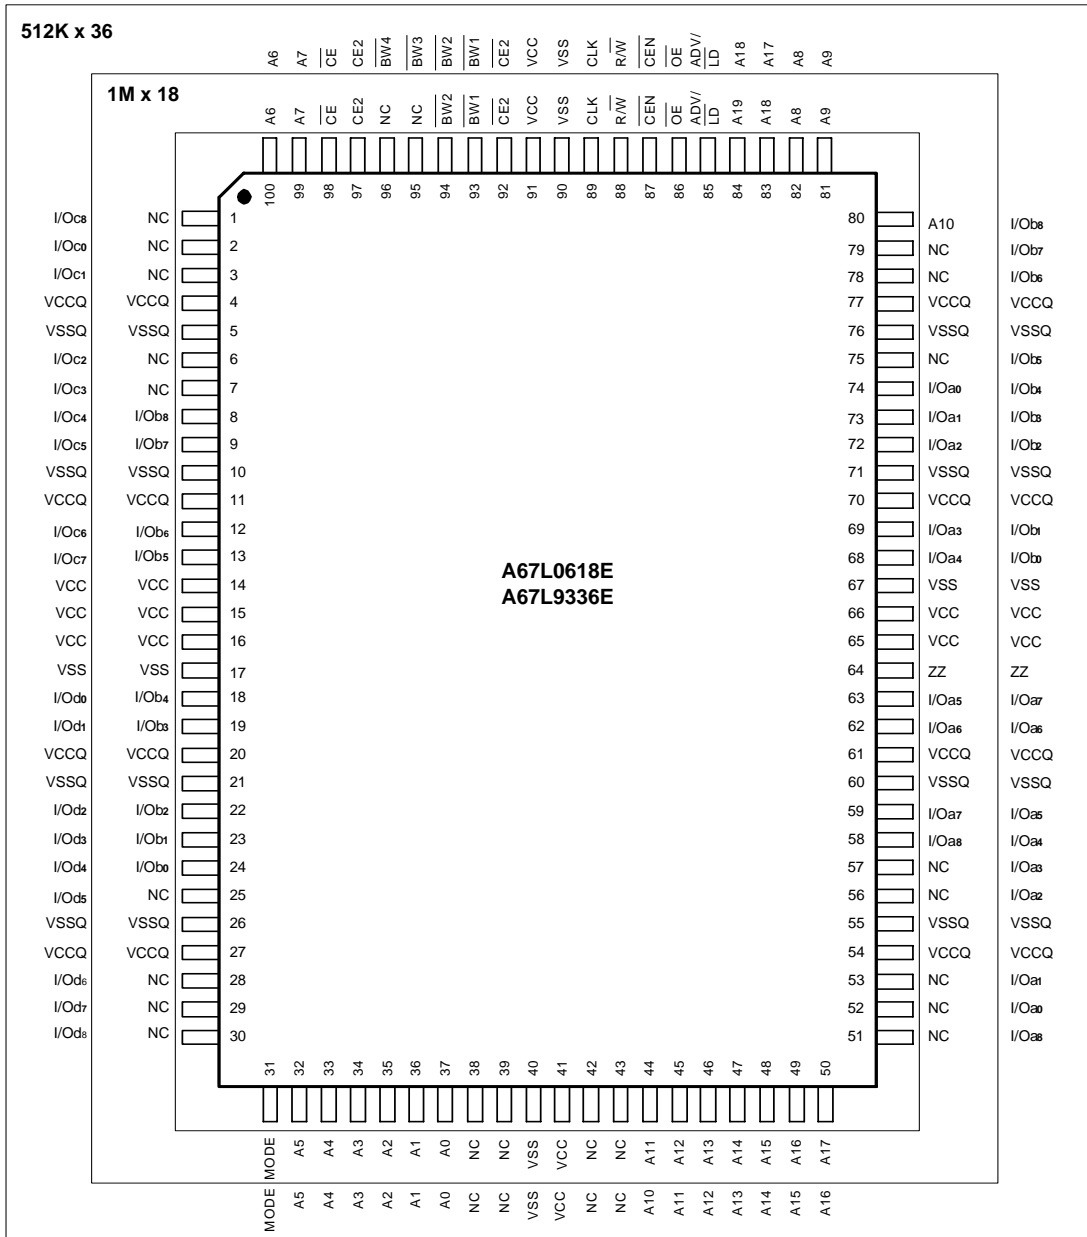 512K x 36
A6 A7 CE CE2 BW4 BW3 BW2 BW1 CE2 VCC VSS CLK R/W CEN OE ADV/LD A18 A17 A8 A9
1M x 18
A6 A7 CE CE2 NC NC BW2 BW1 CE2 VCC VSS CLK R/W CEN OE ADV/LD A19 A18 A8 A9
100 99 98 97 96 95 94 93 92 91 90 89 88 87 86 85 84 83 82 81
I/Oc8 NC 1 80 A10 I/Ob8
I/Oc0 NC 2 79 NC I/Ob7
I/Oc1 NC 3 78 NC I/Ob6
VCCQ VCCQ 4 77 VCCQ VCCQ
VSSQ VSSQ 5 76 VSSQ VSSQ
I/Oc2 NC 6 75 NC I/Ob5
I/Oc3 NC 7 74 I/Oa0 I/Ob4
I/Oc4 I/Ob8 8 73 I/Oa1 I/Ob3
I/Oc5 I/Ob7 9 72 I/Oa2 I/Ob2
VSSQ VSSQ 10 71 VSSQ VSSQ
VCCQ VCCQ 11 70 VCCQ VCCQ
I/Oc6 I/Ob6 12 69 I/Oa3 I/Ob1
I/Oc7 I/Ob5 13 68 I/Oa4 I/Ob0
VCC VCC 14 67 VSS VSS
VCC VCC 15 66 VCC VCC
VCC VCC 16 65 VCC VCC
VSS VSS 17 64 ZZ ZZ
I/Od0 I/Ob4 18 63 I/Oa5 I/Oa7
I/Od1 I/Ob3 19 62 I/Oa6 I/Oa6
VCCQ VCCQ 20 61 VCCQ VCCQ
VSSQ VSSQ 21 60 VSSQ VSSQ
I/Od2 I/Ob2 22 59 I/Oa7 I/Oa5
I/Od3 I/Ob1 23 58 I/Oa8 I/Oa4
I/Od4 I/Ob0 24 57 NC I/Oa3
I/Od5 NC 25 56 NC I/Oa2
VSSQ VSSQ 26 55 VSSQ VSSQ
VCCQ VCCQ 27 54 VCCQ VCCQ
I/Od6 NC 28 53 NC I/Oa1
I/Od7 NC 29 52 NC I/Oa0
I/Od8 NC 30 51 NC I/Oa8
A67L0618E
A67L9336E
31 32 33 34 35 36 37 38 39 40 41 42 43 44 45 46 47 48 49 50
MODE A5 A4 A3 A2 A1 A0 NC NC VSS VCC NC NC A11 A12 A13 A14 A15 A16 A17
MODE A5 A4 A3 A2 A1 A0 NC NC VSS VCC NC NC A10 A11 A12 A13 A14 A15 A16